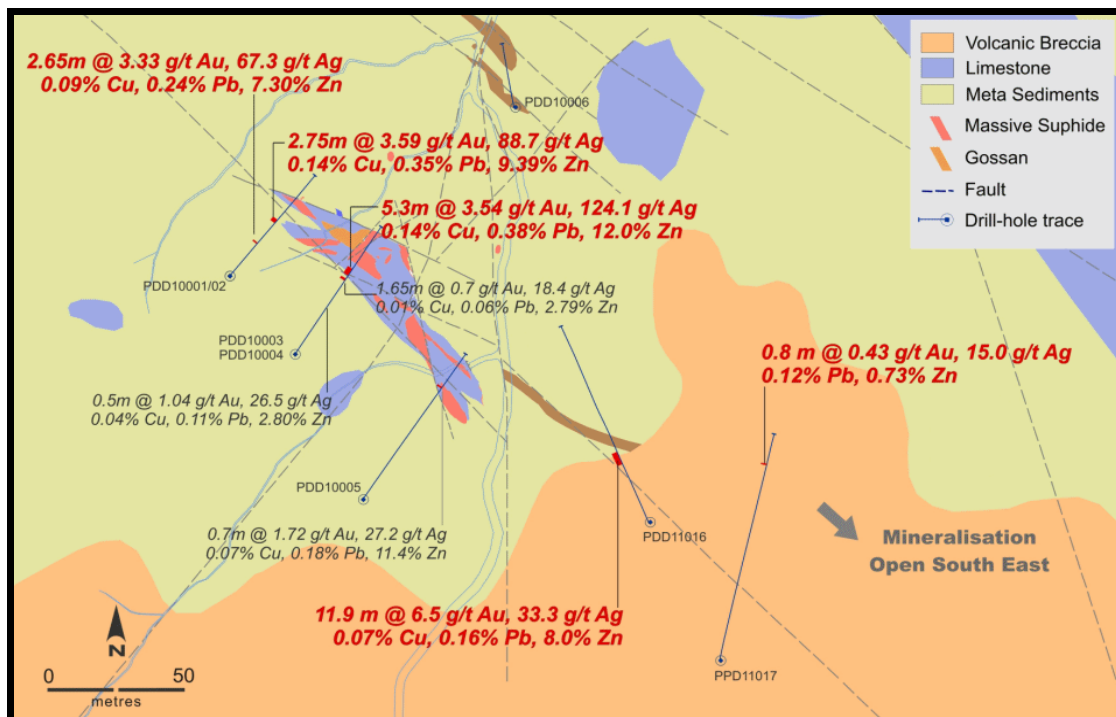 2.65m @ 3.33 g/t Au, 67.3 g/t Ag
0.09% Cu, 0.24% Pb, 7.30% Zn
2.75m @ 3.59 g/t Au, 88.7 g/t Ag
0.14% Cu, 0.35% Pb, 9.39% Zn
5.3m @ 3.54 g/t Au, 124.1 g/t Ag
0.14% Cu, 0.38% Pb, 12.0% Zn
1.65m @ 0.7 g/t Au, 18.4 g/t Ag
0.01% Cu, 0.06% Pb, 2.79% Zn
PDD10006
PDD10001/02
PDD10003
PDD10004
0.5m @ 1.04 g/t Au, 26.5 g/t Ag
0.04% Cu, 0.11% Pb, 2.80% Zn
PDD10005
0.7m @ 1.72 g/t Au, 27.2 g/t Ag
0.07% Cu, 0.18% Pb, 11.4% Zn
11.9 m @ 6.5 g/t Au, 33.3 g/t Ag
0.07% Cu, 0.16% Pb, 8.0% Zn
PDD11016
0.8 m @ 0.43 g/t Au, 15.0 g/t Ag
0.12% Pb, 0.73% Zn
PPD11017
Mineralisation
Open South East
Volcanic Breccia
Limestone
Meta Sediments
Massive Suphide
Gossan
Fault
Drill-hole trace
N
0 50
metres